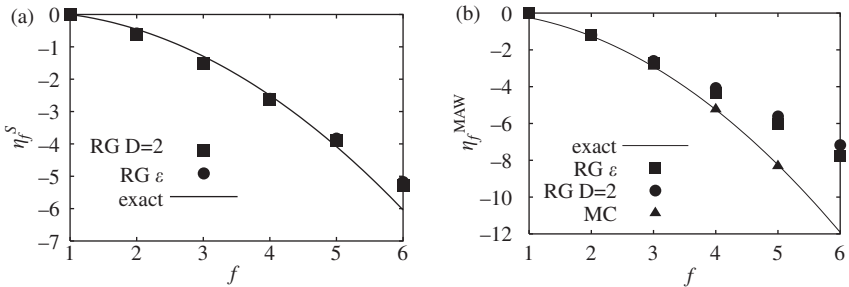 (a)
0
−1
−2
−3
−4
−5
−6
−7
η_f^S
RG D=2
RG ε
exact
1 2 3 4 5 6
f
(b)
0
−2
−4
−6
−8
−10
−12
η_f^MAW
exact
RG ε
RG D=2
MC
1 2 3 4 5 6
f